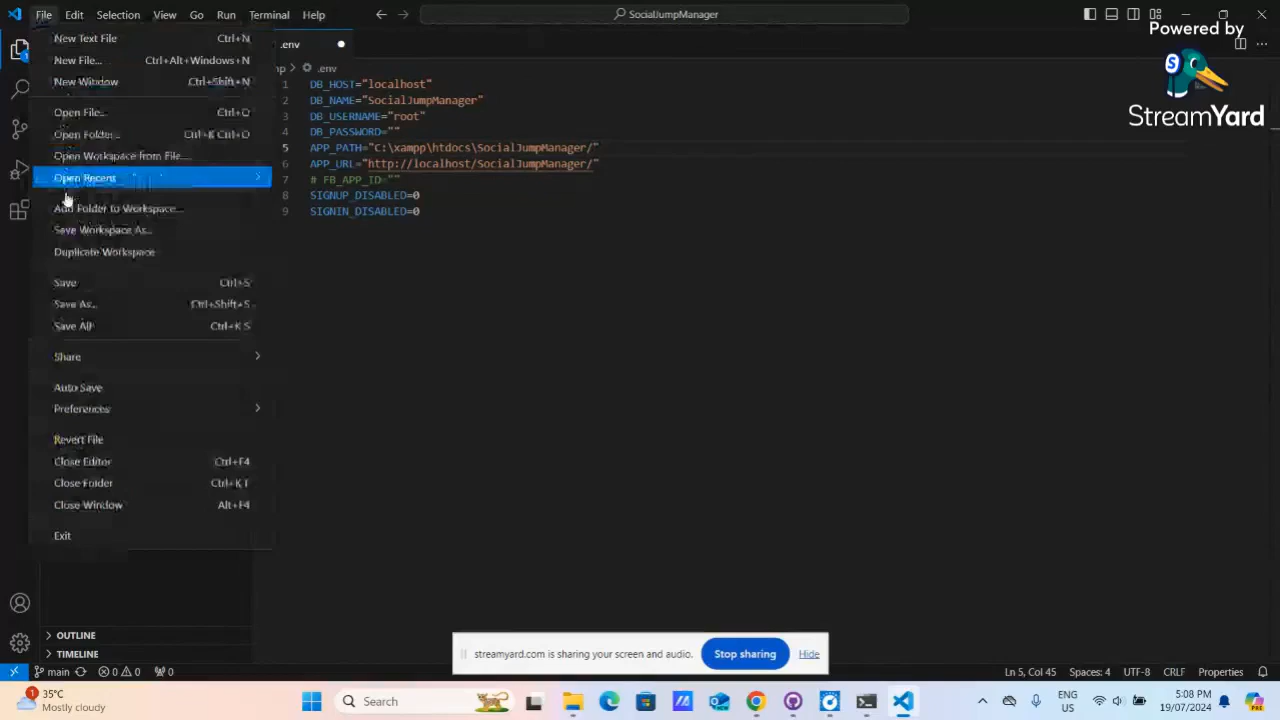 File Edit Selection View Go Run Terminal Help
SocialJumpManager
Powered by
StreamYard
New Text File Ctrl+N
New File... Ctrl+Alt+Windows+N
New Window Ctrl+Shift+N
Open File... Ctrl+O
Open Folder... Ctrl+K Ctrl+O
Open Workspace from File...
Open Recent
Add Folder to Workspace...
Save Workspace As...
Duplicate Workspace
Save Ctrl+S
Save As... Ctrl+Shift+S
Save All Ctrl+K S
Share
Auto Save
Preferences
Revert File
Close Editor Ctrl+F4
Close Folder Ctrl+K F
Close Window Alt+F4
Exit
.env
.env
1 DB_HOST="localhost"
2 DB_NAME="SocialJumpManager"
3 DB_USERNAME="root"
4 DB_PASSWORD=""
5 APP_PATH="C:\xampp\htdocs\SocialJumpManager/"
6 APP_URL="http://localhost/SocialJumpManager/"
7 # FB_APP_ID=""
8 SIGNUP_DISABLED=0
9 SIGNIN_DISABLED=0
OUTLINE
TIMELINE
streamyard.com is sharing your screen and audio. Stop sharing Hide
main 0 0 0 Ln 5, Col 45 Spaces: 4 UTF-8 CRLF Properties
1
35°C
Mostly cloudy
Search
ENG
US
5:08 PM
19/07/2024